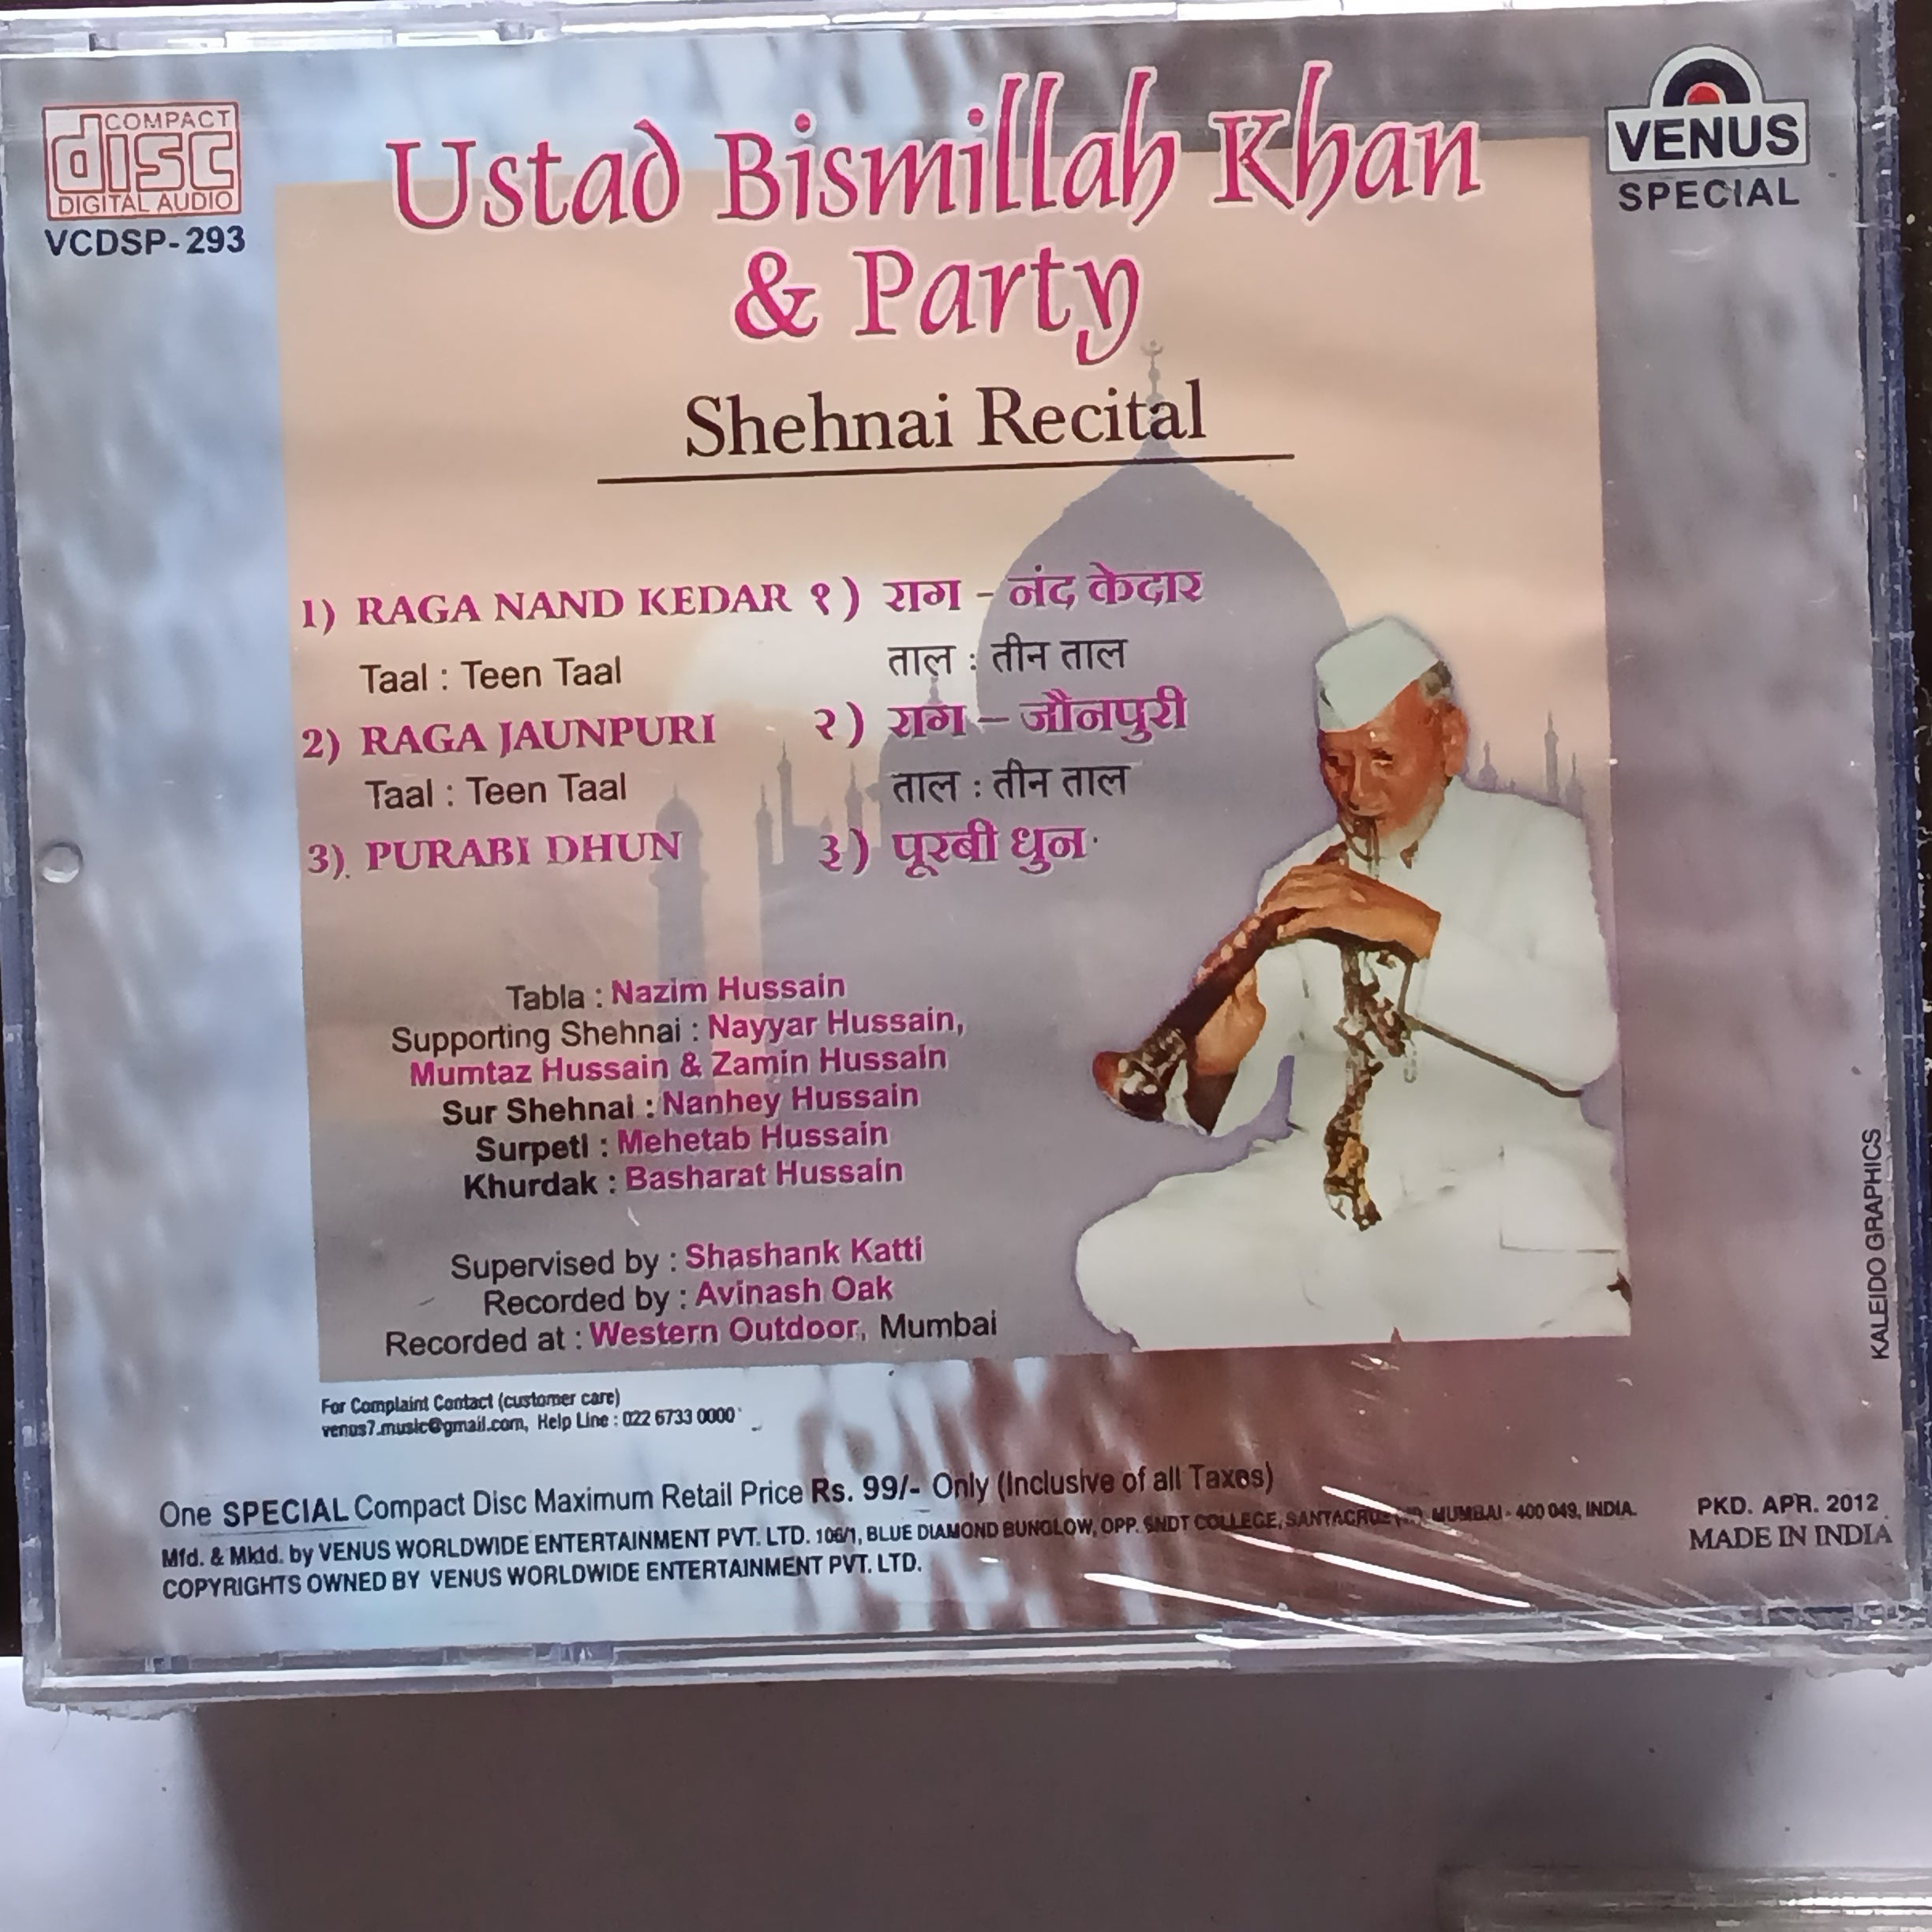 COMPACT
disc
DIGITAL AUDIO
VCDSP-293
VENUS
SPECIAL
Ustad Bismillah Khan
& Party
Shehnai Recital
1) RAGA NAND KEDAR
Taal : Teen Taal
2) RAGA JAUNPURI
Taal : Teen Taal
3). PURABI DHUN
१) राग - नंद केदार
ताल : तीन ताल
२) राग – जौनपुरी
ताल : तीन ताल
३) पूरबी धुन
Tabla : Nazim Hussain
Supporting Shehnai : Nayyar Hussain,
Mumtaz Hussain & Zamin Hussain
Sur Shehnai : Nanhey Hussain
Surpeti : Mehetab Hussain
Khurdak : Basharat Hussain
Supervised by : Shashank Katti
Recorded by : Avinash Oak
Recorded at : Western Outdoor, Mumbai
KALEIDO GRAPHICS
For Complaint Contact (customer care)
venus7.music@gmail.com, Help Line : 022 6733 0000
One SPECIAL Compact Disc Maximum Retail Price Rs. 99/- Only (Inclusive of all Taxes)
Mfd. & Mktd. by VENUS WORLDWIDE ENTERTAINMENT PVT. LTD. 106/1, BLUE DIAMOND BUNGLOW, OPP. SNDT COLLEGE, SANTACRUZ MUMBAI - 400 049, INDIA.
COPYRIGHTS OWNED BY VENUS WORLDWIDE ENTERTAINMENT PVT. LTD.
PKD. APR. 2012
MADE IN INDIA